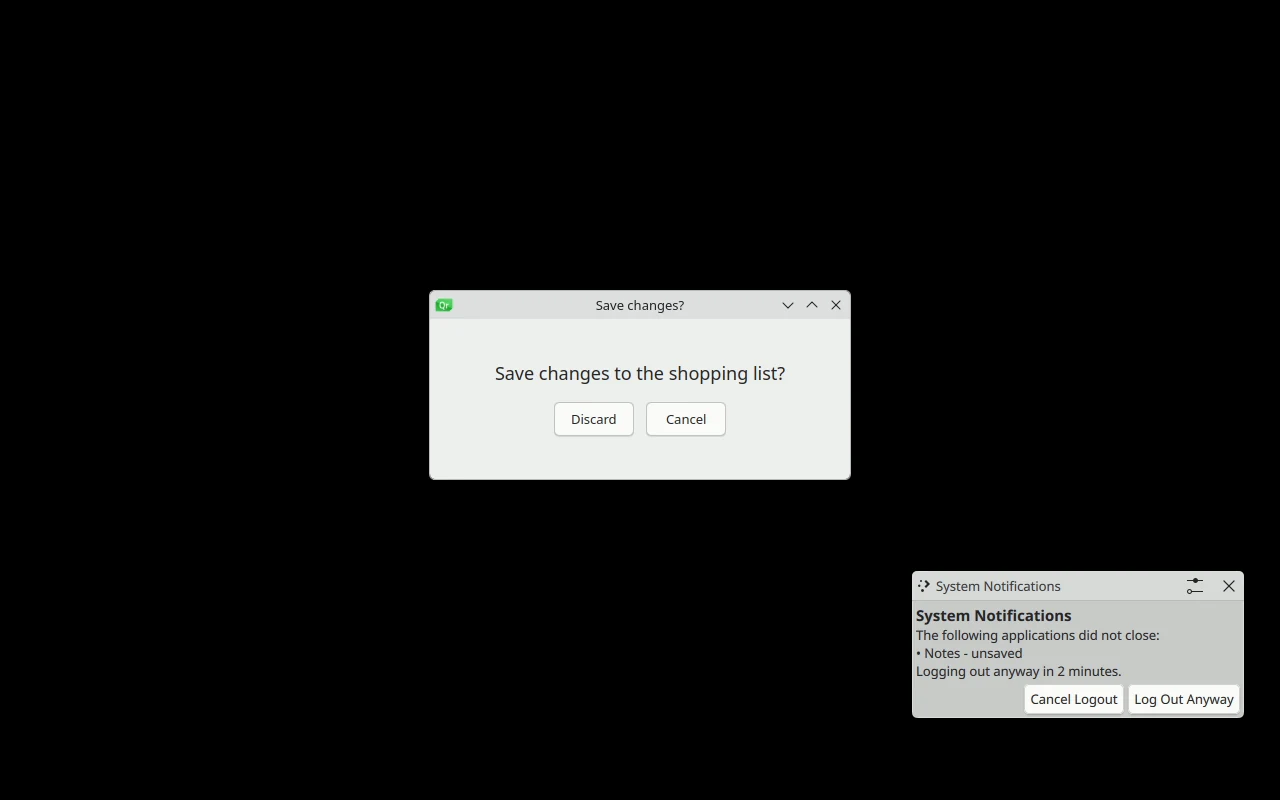 Save changes?
Save changes to the shopping list?
Discard
Cancel
System Notifications
System Notifications
The following applications did not close:
• Notes - unsaved
Logging out anyway in 2 minutes.
Cancel Logout
Log Out Anyway